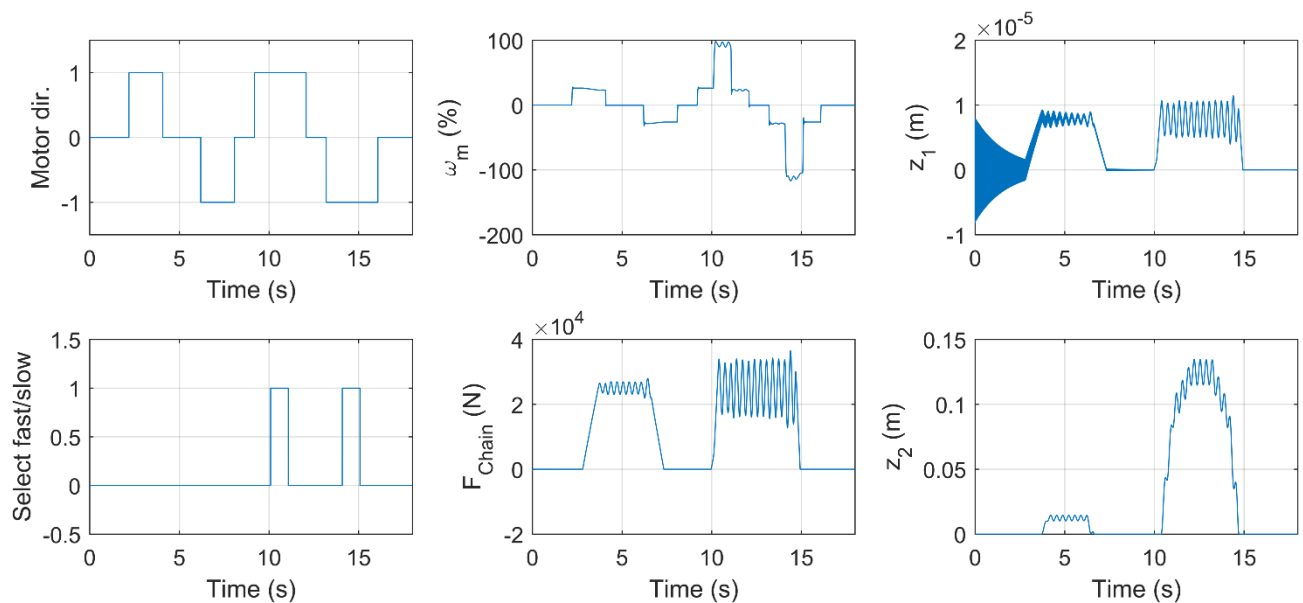 Motor dir.
1
0
-1
0 5 10 15
Time (s)
ω_m (%)
100
50
0
-50
-100
-200
0 5 10 15
Time (s)
×10^-5
z_1 (m)
2
1
0
-1
0 5 10 15
Time (s)
Select fast/slow
1.5
1
0.5
0
-0.5
0 5 10 15
Time (s)
×10^4
F_Chain (N)
4
2
0
-2
0 5 10 15
Time (s)
z_2 (m)
0.15
0.1
0.05
0
0 5 10 15
Time (s)